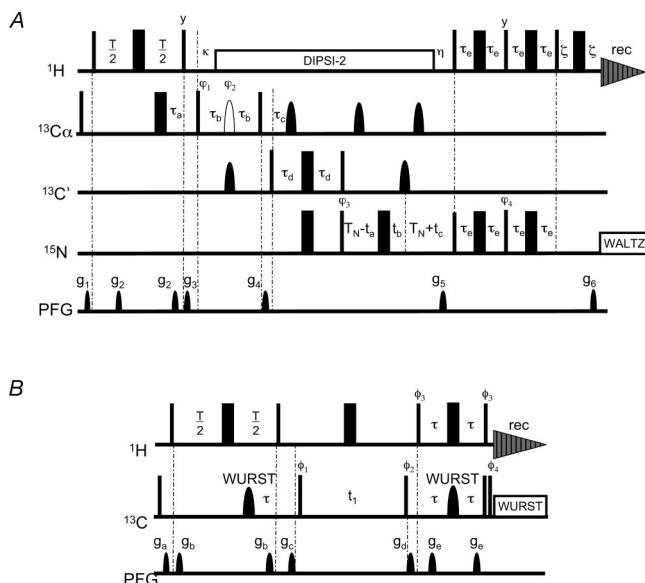 A
y
y
T/2 T/2 κ DIPSI-2 η τe τe τe τe ζ ζ rec
1H
φ1 φ2
τa τb τb τc
13Cα
τd τd
13C'
φ3 φ4
TN-ta tb TN+tc τe τe τe τe
15N
WALTZ
g1 g2 g2 g3 g4 g5 g6
PFG
B
ϕ3 ϕ3
T/2 T/2 τ τ rec
1H
WURST ϕ1 ϕ2 WURST ϕ4
τ t1 τ τ WURST
13C
ga gb gb gc gd ge ge
PFG